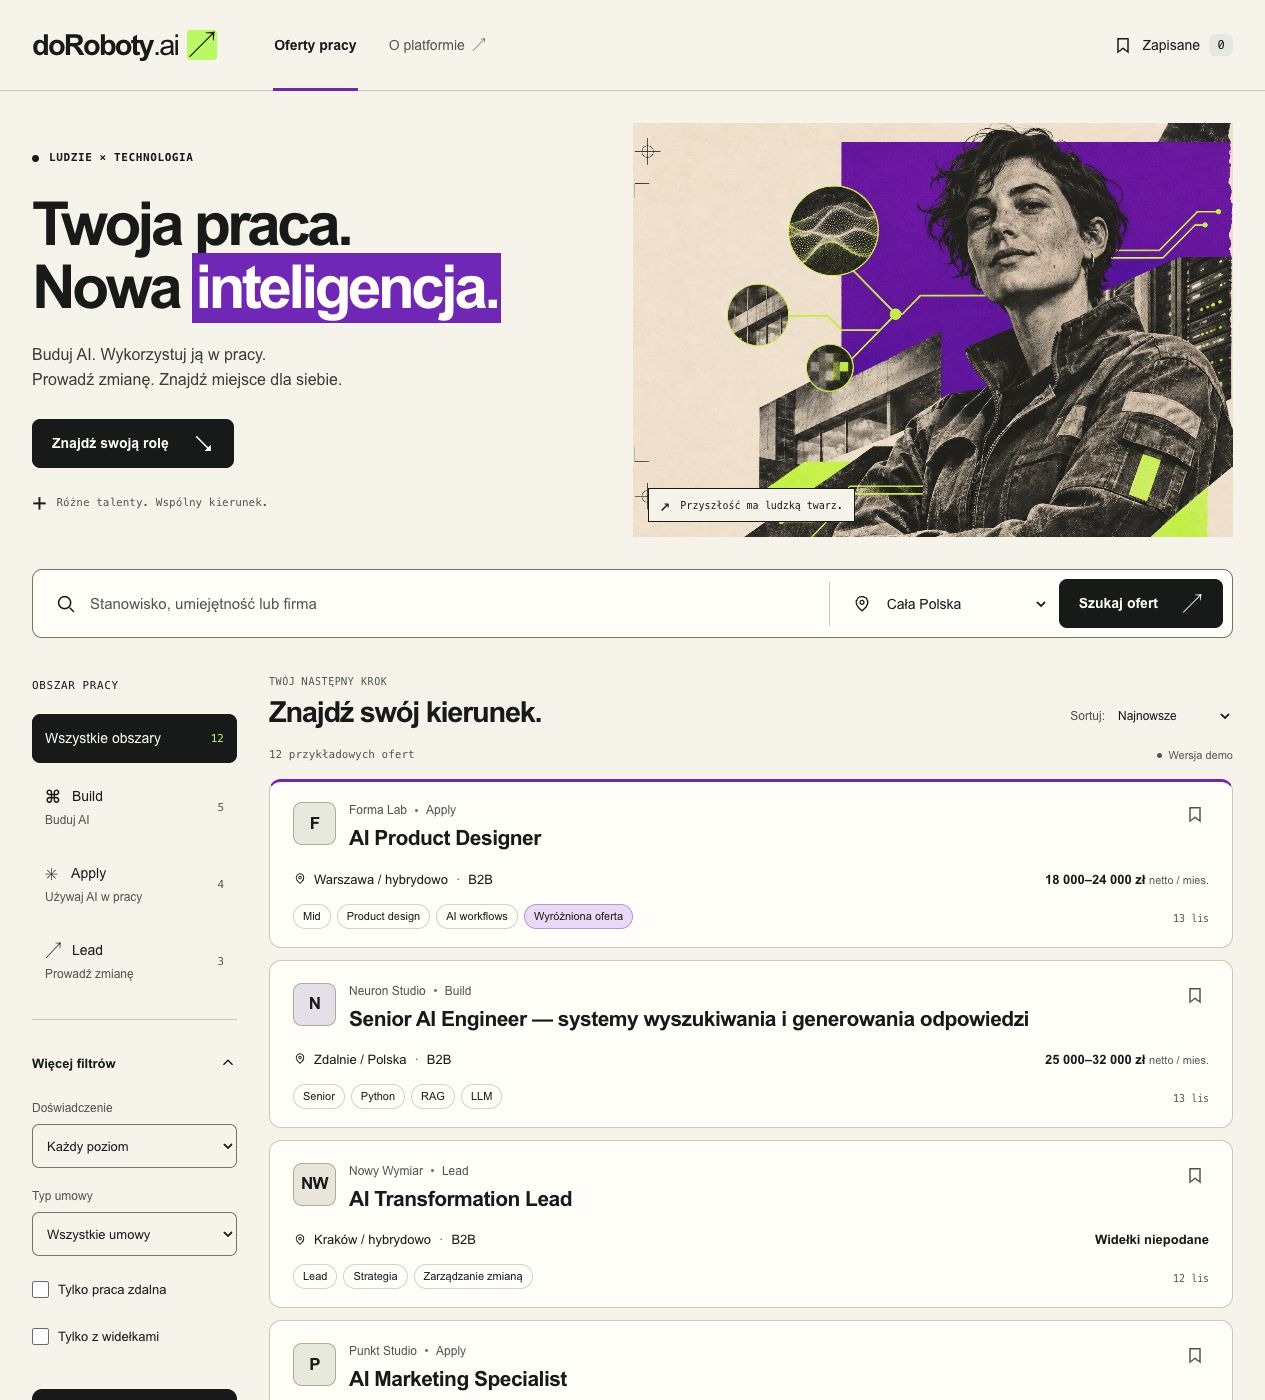 doRoboty.ai
Oferty pracy
O platformie
Zapisane 0
LUDZIE × TECHNOLOGIA
Twoja praca.
Nowa inteligencja.
Buduj AI. Wykorzystuj ją w pracy.
Prowadź zmianę. Znajdź miejsce dla siebie.
Znajdź swoją rolę
Różne talenty. Wspólny kierunek.
Przyszłość ma ludzką twarz.
Stanowisko, umiejętność lub firma
Cała Polska
Szukaj ofert
OBSZAR PRACY
Wszystkie obszary 12
Build
Buduj AI
5
Apply
Używaj AI w pracy
4
Lead
Prowadź zmianę
3
Więcej filtrów
Doświadczenie
Każdy poziom
Typ umowy
Wszystkie umowy
Tylko praca zdalna
Tylko z widełkami
TWÓJ NASTĘPNY KROK
Znajdź swój kierunek.
Sortuj: Najnowsze
12 przykładowych ofert
Wersja demo
F
Forma Lab • Apply
AI Product Designer
Warszawa / hybrydowo · B2B
18 000–24 000 zł netto / mies.
Mid Product design AI workflows Wyróżniona oferta
13 lis
N
Neuron Studio • Build
Senior AI Engineer — systemy wyszukiwania i generowania odpowiedzi
Zdalnie / Polska · B2B
25 000–32 000 zł netto / mies.
Senior Python RAG LLM
13 lis
NW
Nowy Wymiar • Lead
AI Transformation Lead
Kraków / hybrydowo · B2B
Widełki niepodane
Lead Strategia Zarządzanie zmianą
12 lis
P
Punkt Studio • Apply
AI Marketing Specialist